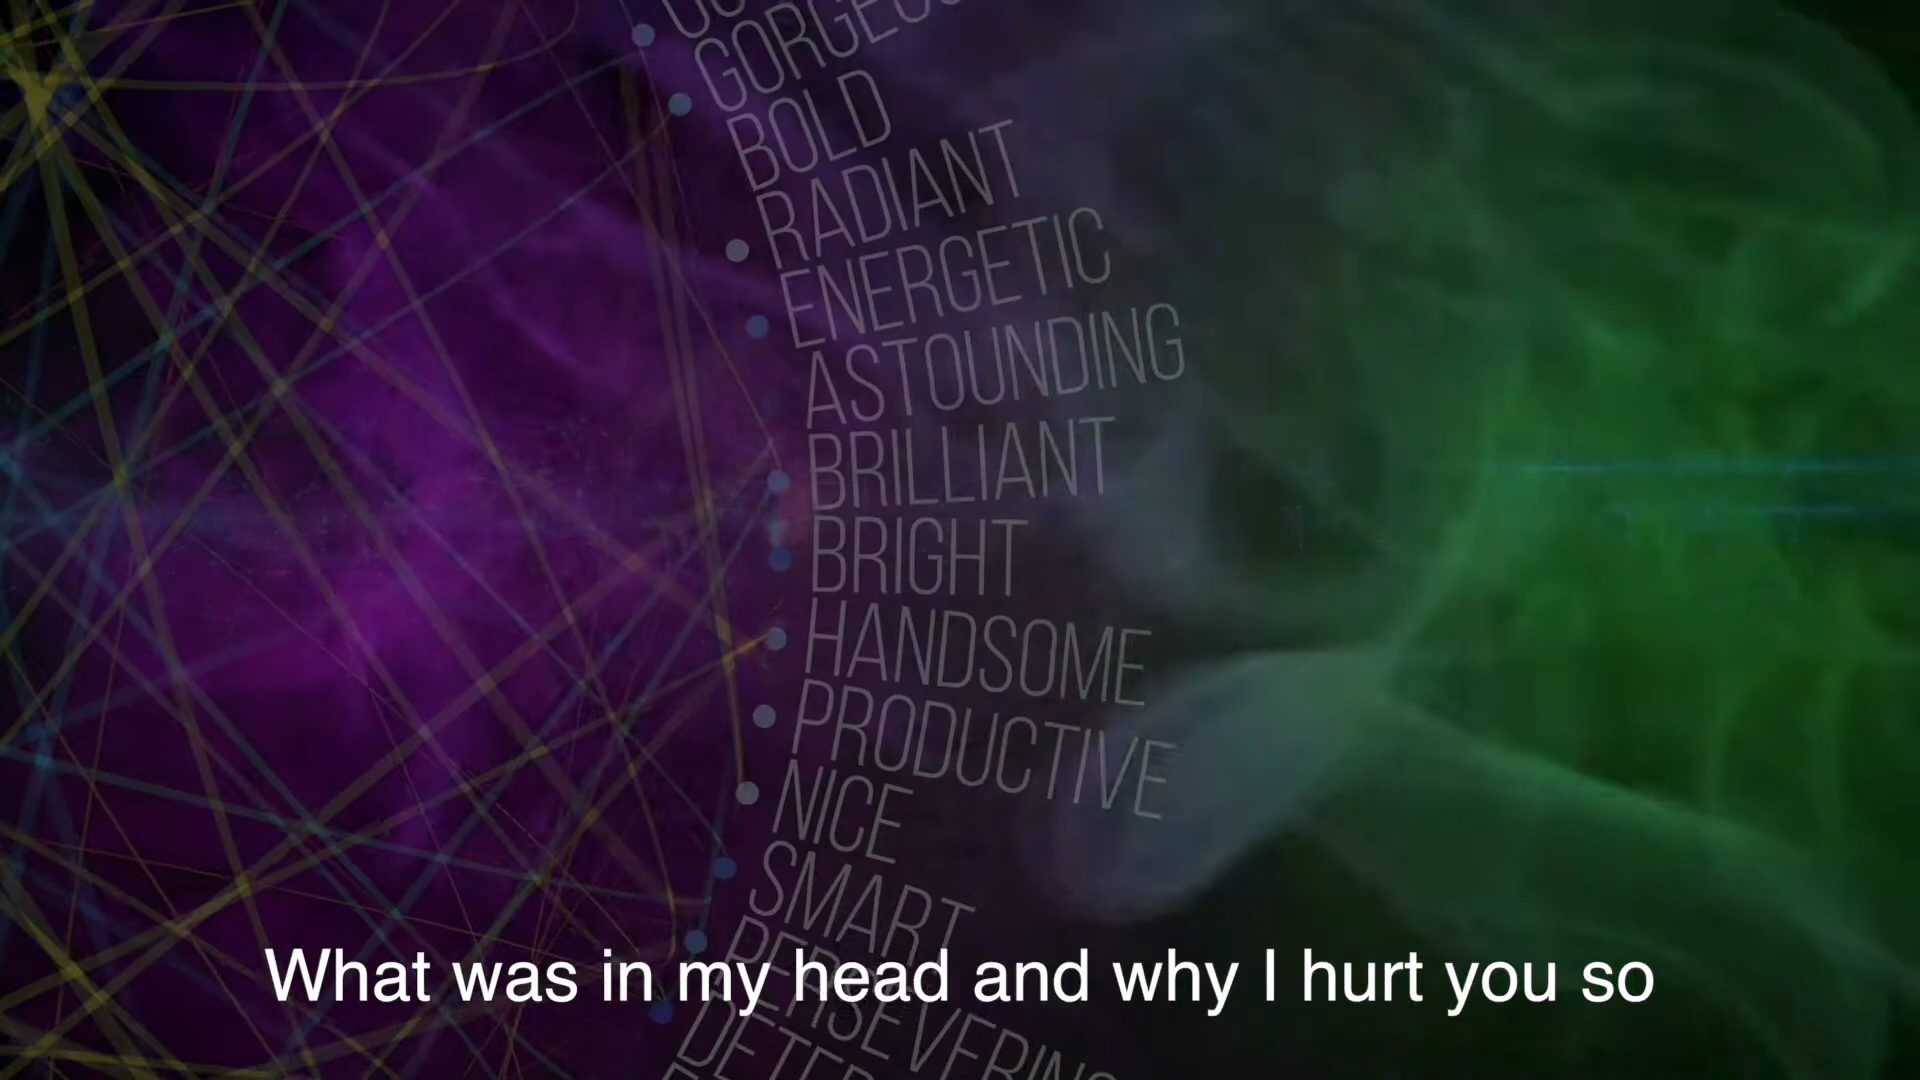 BOLD
RADIANT
ENERGETIC
ASTOUNDING
BRILLIANT
BRIGHT
HANDSOME
PRODUCTIVE
NICE
SMART
PERSEVERING
What was in my head and why I hurt you so